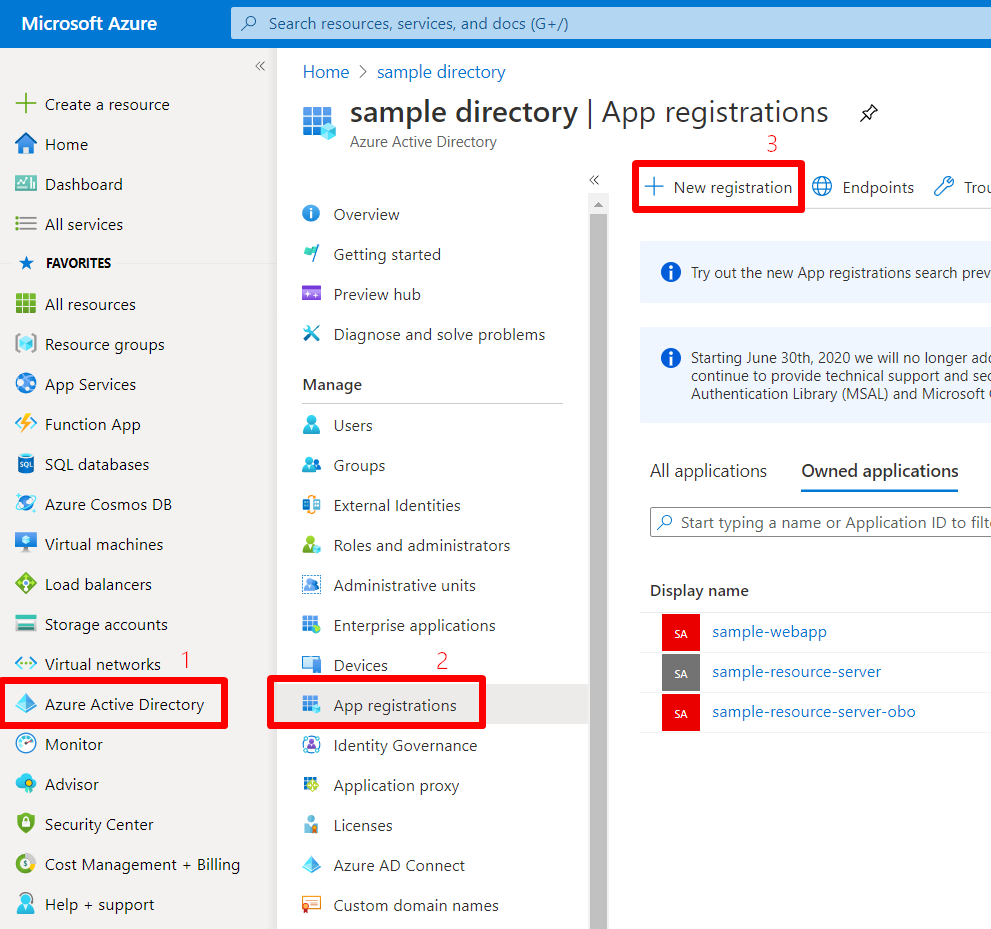 Microsoft Azure
Search resources, services, and docs (G+/)
Create a resource
Home
Dashboard
All services
FAVORITES
All resources
Resource groups
App Services
Function App
SQL databases
Azure Cosmos DB
Virtual machines
Load balancers
Storage accounts
Virtual networks
1
Azure Active Directory
Monitor
Advisor
Security Center
Cost Management + Billing
Help + support
Home > sample directory
sample directory | App registrations
Azure Active Directory
Overview
Getting started
Preview hub
Diagnose and solve problems
Manage
Users
Groups
External Identities
Roles and administrators
Administrative units
Enterprise applications
Devices
2
App registrations
Identity Governance
Application proxy
Licenses
Azure AD Connect
Custom domain names
3
New registration
Endpoints
Trou
Try out the new App registrations search prev
Starting June 30th, 2020 we will no longer add
continue to provide technical support and sec
Authentication Library (MSAL) and Microsoft
All applications
Owned applications
Start typing a name or Application ID to filte
Display name
SA sample-webapp
SA sample-resource-server
SA sample-resource-server-obo